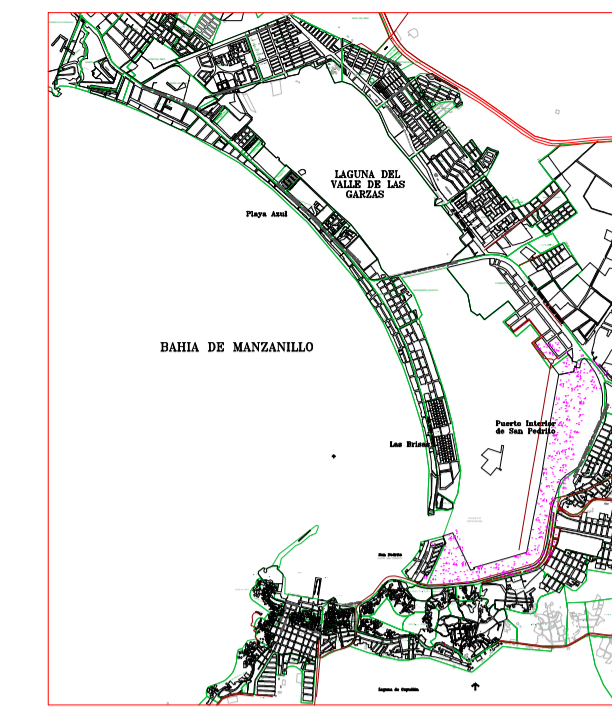 LAGUNA DEL
VALLE DE LAS
GARZAS
Playa Azul
BAHIA DE MANZANILLO
Puerto Interior
de San Pedrito
Las Brisas
San Pedrito
Laguna de Cuyutlán